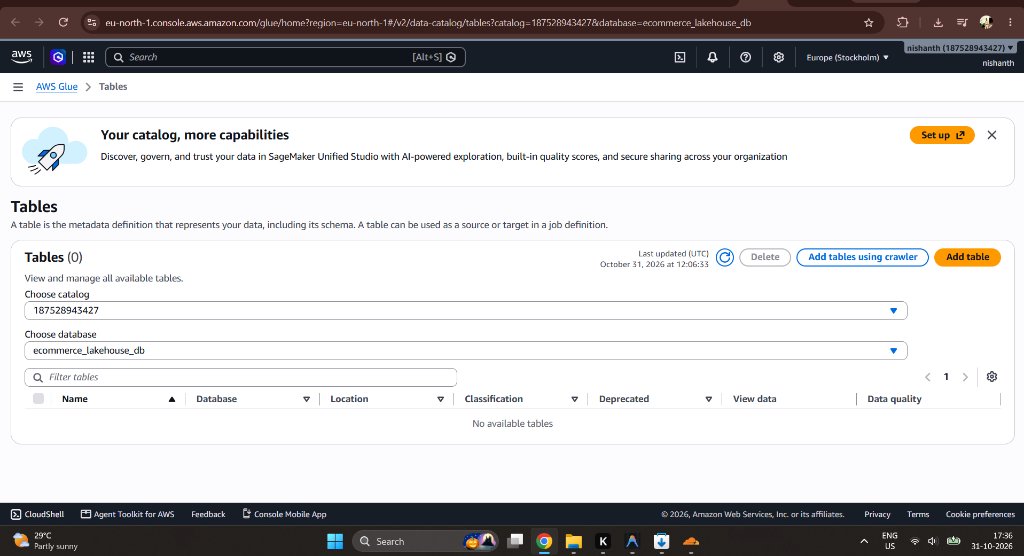 eu-north-1.console.aws.amazon.com/glue/home?region=eu-north-1#/v2/data-catalog/tables?catalog=187528943427&database=ecommerce_lakehouse_db
aws
Search [Alt+S]
Europe (Stockholm)
nishanth (187528943427)
nishanth
AWS Glue > Tables
Your catalog, more capabilities
Discover, govern, and trust your data in SageMaker Unified Studio with AI-powered exploration, built-in quality scores, and secure sharing across your organization
Set up
Tables
A table is the metadata definition that represents your data, including its schema. A table can be used as a source or target in a job definition.
Tables (0)
Last updated (UTC)
October 31, 2026 at 12:06:33
Delete
Add tables using crawler
Add table
View and manage all available tables.
Choose catalog
187528943427
Choose database
ecommerce_lakehouse_db
Filter tables
1
Name Database Location Classification Deprecated View data Data quality
No available tables
CloudShell Agent Toolkit for AWS Feedback Console Mobile App © 2026, Amazon Web Services, Inc. or its affiliates. Privacy Terms Cookie preferences
29°C
Partly sunny
Search
K
ENG
US
17:36
31-10-2026